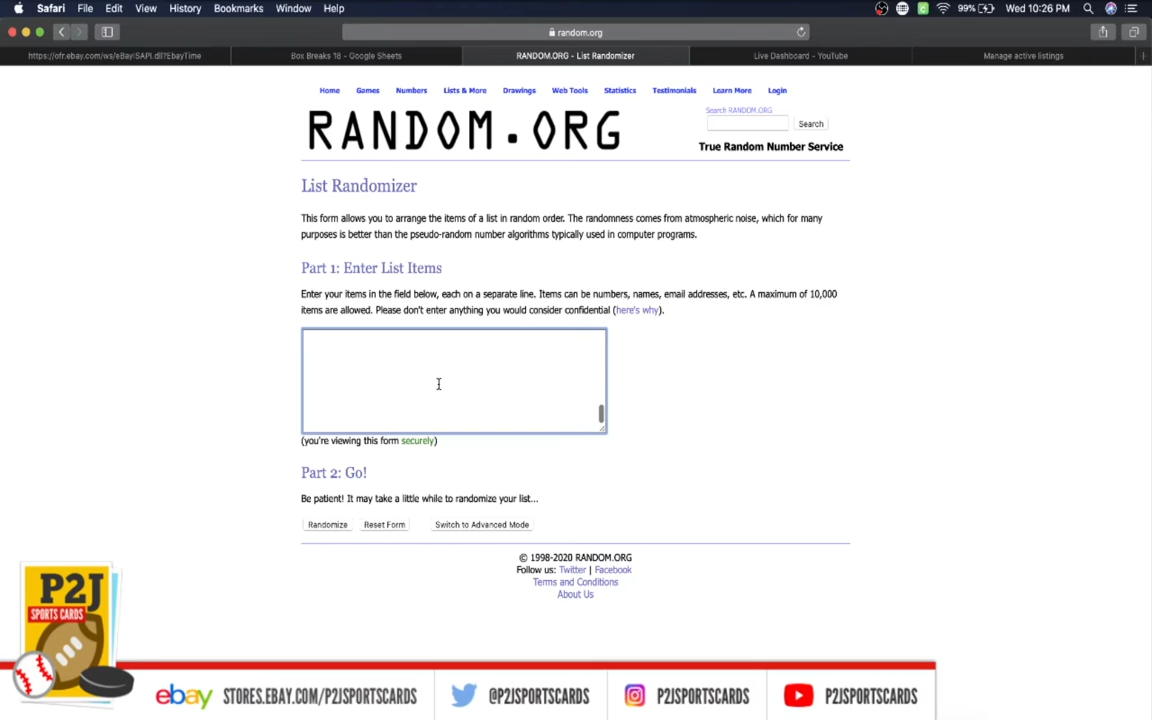 Safari File Edit View History Bookmarks Window Help 99% Wed 10:26 PM
random.org
https://ofr.ebay.com/ws/eBayISAPI.dll?EbayTime Box Breaks 18 - Google Sheets RANDOM.ORG - List Randomizer Live Dashboard - YouTube Manage active listings
Home Games Numbers Lists & More Drawings Web Tools Statistics Testimonials Learn More Login
RANDOM.ORG
Search RANDOM.ORG
Search
True Random Number Service
List Randomizer
This form allows you to arrange the items of a list in random order. The randomness comes from atmospheric noise, which for many
purposes is better than the pseudo-random number algorithms typically used in computer programs.
Part 1: Enter List Items
Enter your items in the field below, each on a separate line. Items can be numbers, names, email addresses, etc. A maximum of 10,000
items are allowed. Please don't enter anything you would consider confidential (here's why).
(you're viewing this form securely)
Part 2: Go!
Be patient! It may take a little while to randomize your list...
Randomize Reset Form Switch to Advanced Mode
© 1998-2020 RANDOM.ORG
Follow us: Twitter | Facebook
Terms and Conditions
About Us
P2J
SPORTS CARDS
ebay STORES.EBAY.COM/P2JSPORTSCARDS @P2JSPORTSCARDS P2JSPORTSCARDS P2JSPORTSCARDS